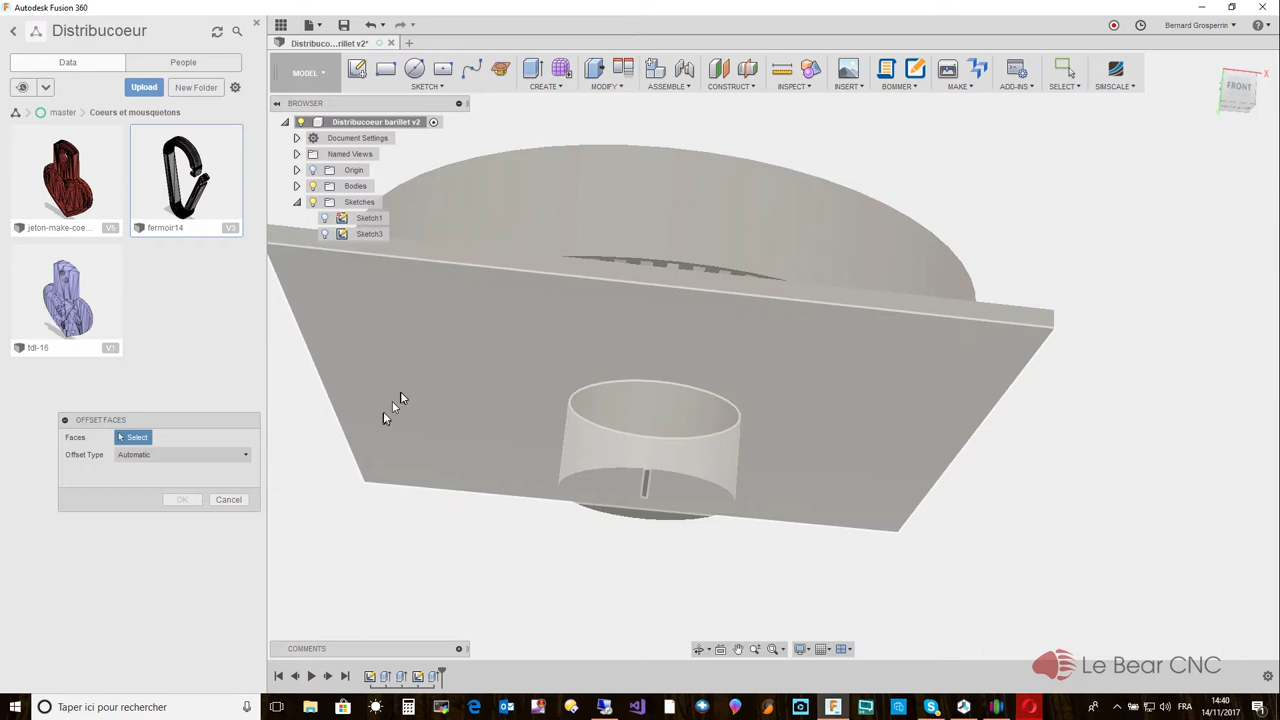 Autodesk Fusion 360
Distribucoeur
Data
People
Upload
New Folder
master
Coeurs et mousquetons
jeton-make-coe...
V5
fermoir14
V3
tdl-16
V1
OFFSET FACES
Faces
Select
Offset Type
Automatic
OK
Cancel
Bernard Grosperrin
Distribuco...rillet v2*
MODEL
SKETCH
CREATE
MODIFY
ASSEMBLE
CONSTRUCT
INSPECT
INSERT
BOMMER
MAKE
ADD-INS
SELECT
SIMSCALE
BROWSER
Distribucoeur barillet v2
Document Settings
Named Views
Origin
Bodies
Sketches
Sketch1
Sketch3
FRONT
X
COMMENTS
Le Bear CNC
Taper ici pour rechercher
FRA
14:40
14/11/2017